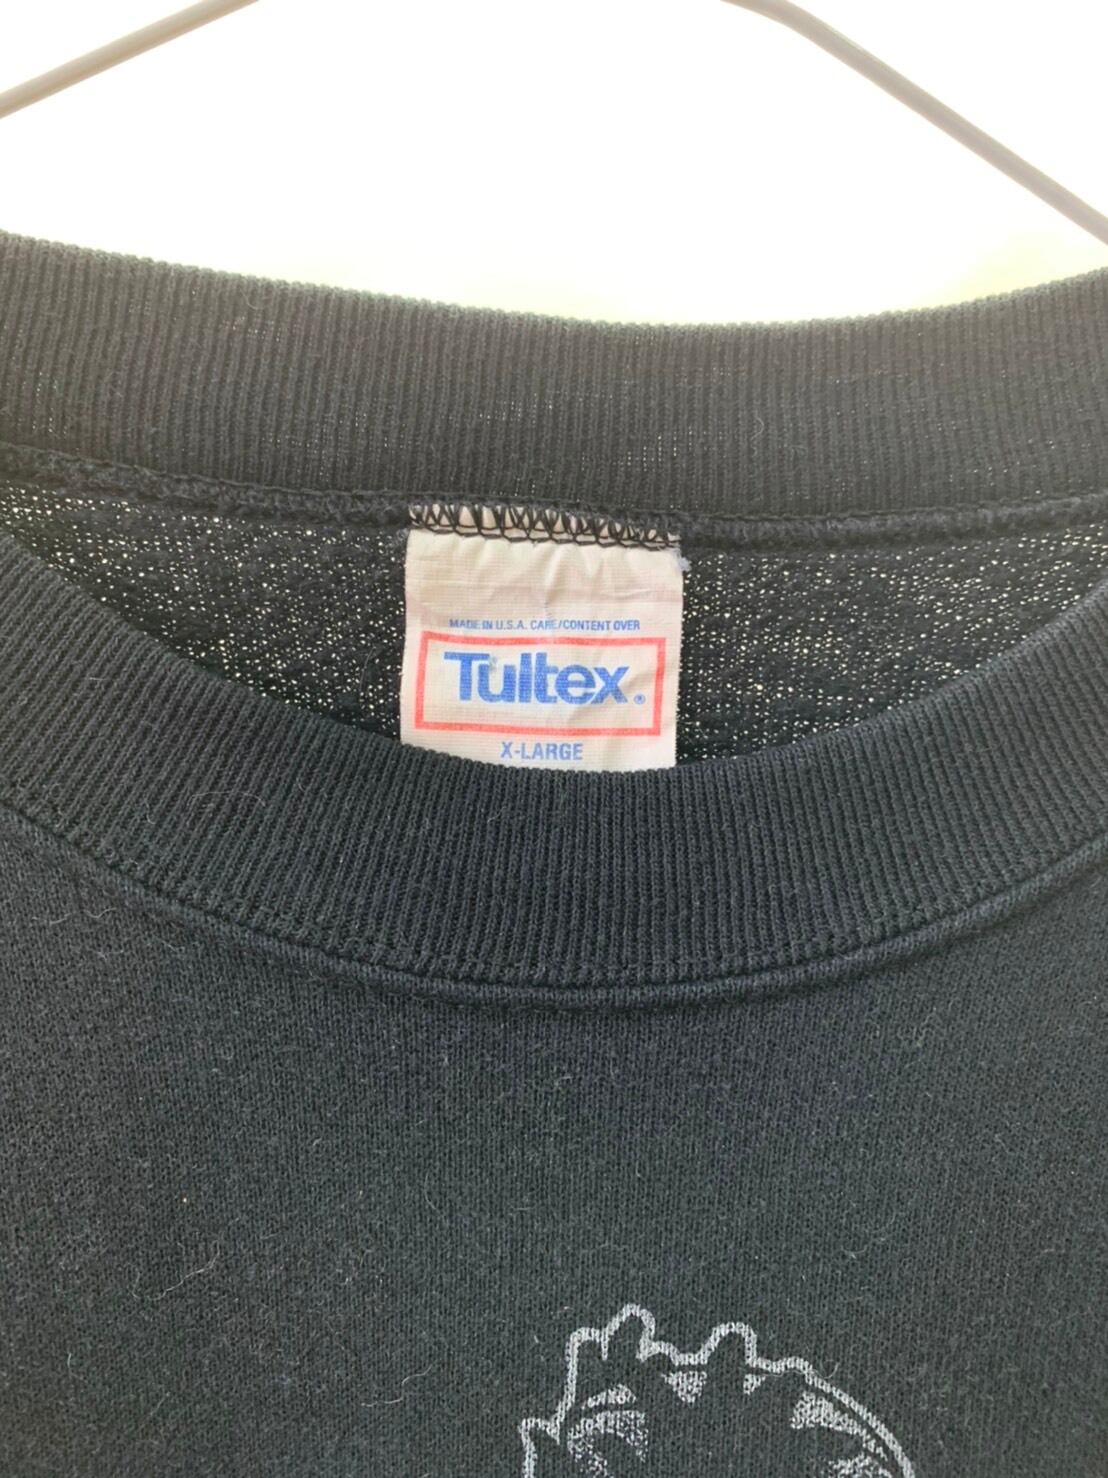 MADE IN U.S.A. CARE/CONTENT OVER
Tultex.
X-LARGE